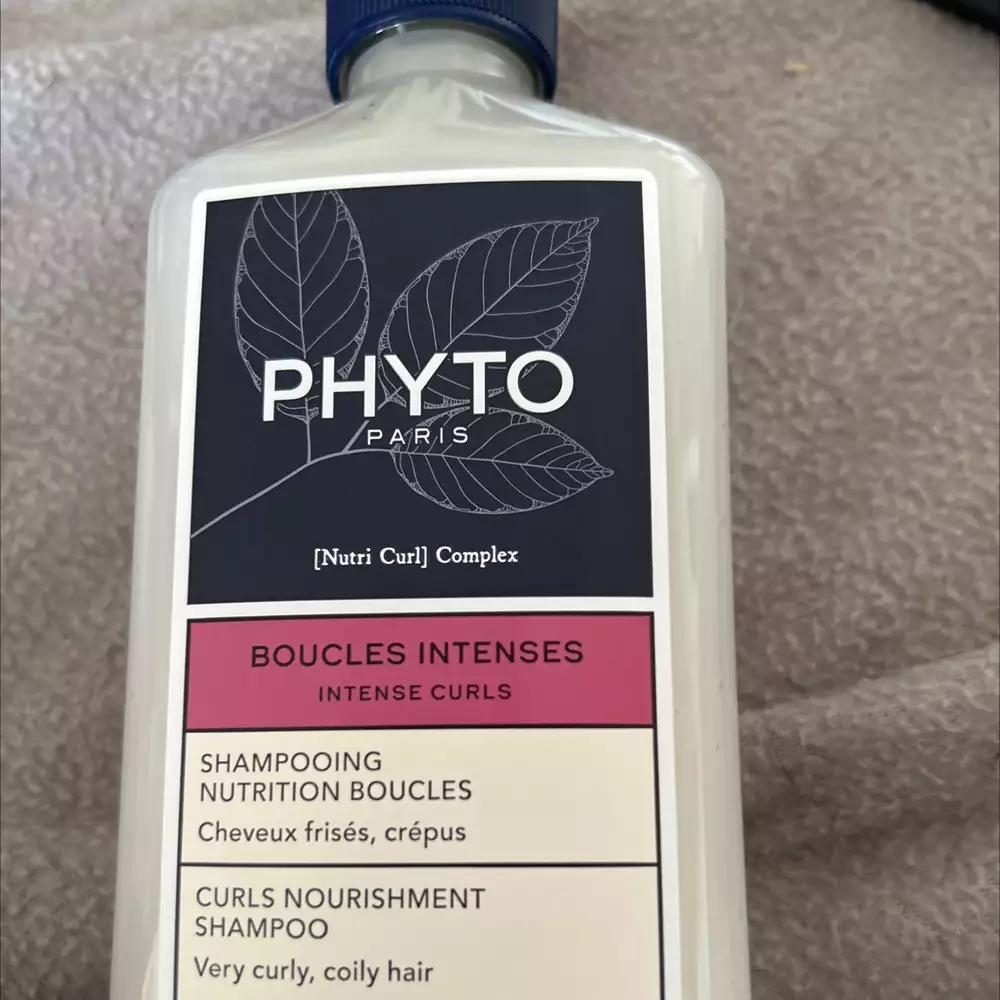 PHYTO
PARIS
[Nutri Curl] Complex
BOUCLES INTENSES
INTENSE CURLS
SHAMPOOING
NUTRITION BOUCLES
Cheveux frisés, crépus
CURLS NOURISHMENT
SHAMPOO
Very curly, coily hair